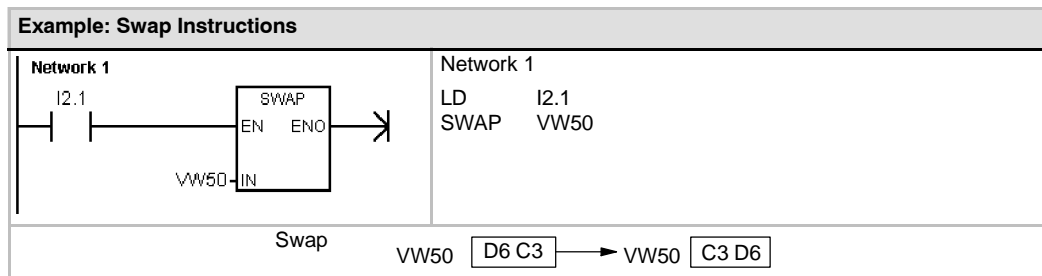 Example: Swap Instructions
Network 1
I2.1
SWAP
EN ENO
VW50 IN
Network 1
LD I2.1
SWAP VW50
Swap VW50 D6 C3 VW50 C3 D6